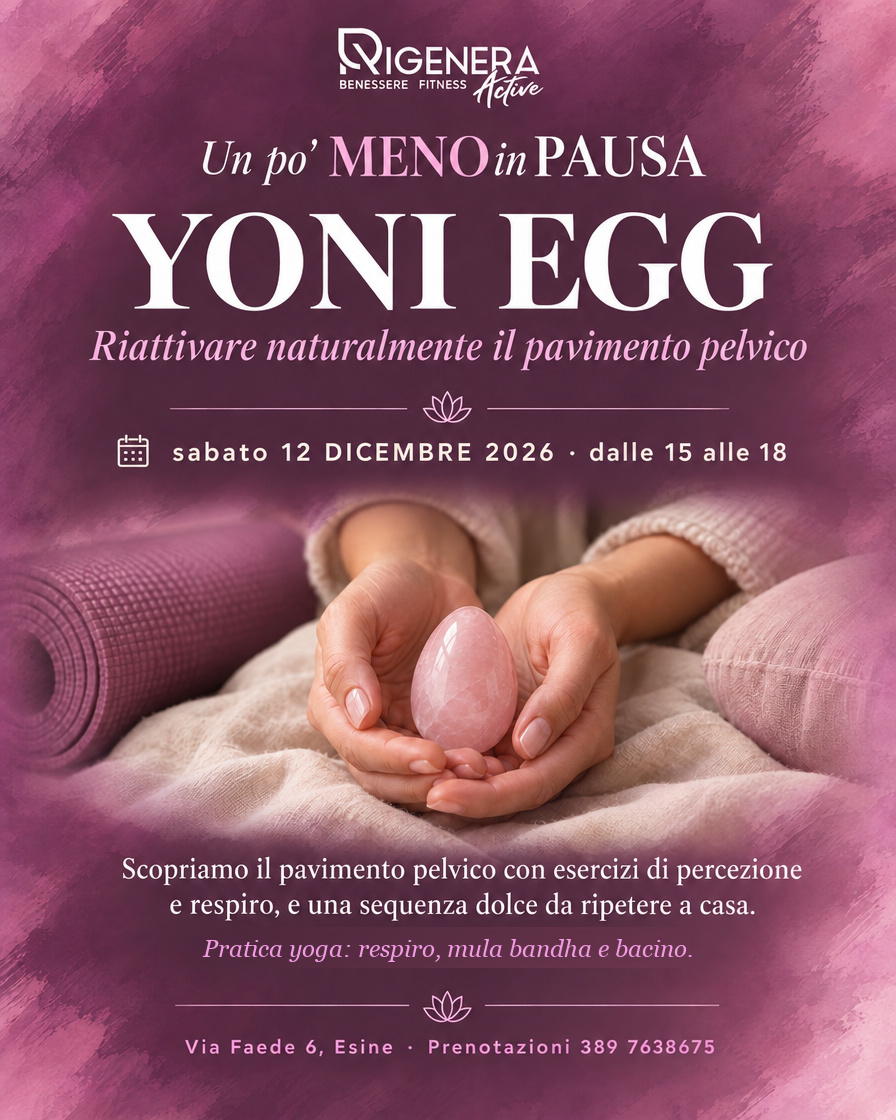 RIGENERA
BENESSERE FITNESS Active
Un po’ MENO in PAUSA
YONI EGG
Riattivare naturalmente il pavimento pelvico
sabato 12 DICEMBRE 2026 · dalle 15 alle 18
Scopriamo il pavimento pelvico con esercizi di percezione
e respiro, e una sequenza dolce da ripetere a casa.
Pratica yoga: respiro, mula bandha e bacino.
Via Faede 6, Esine · Prenotazioni 389 7638675